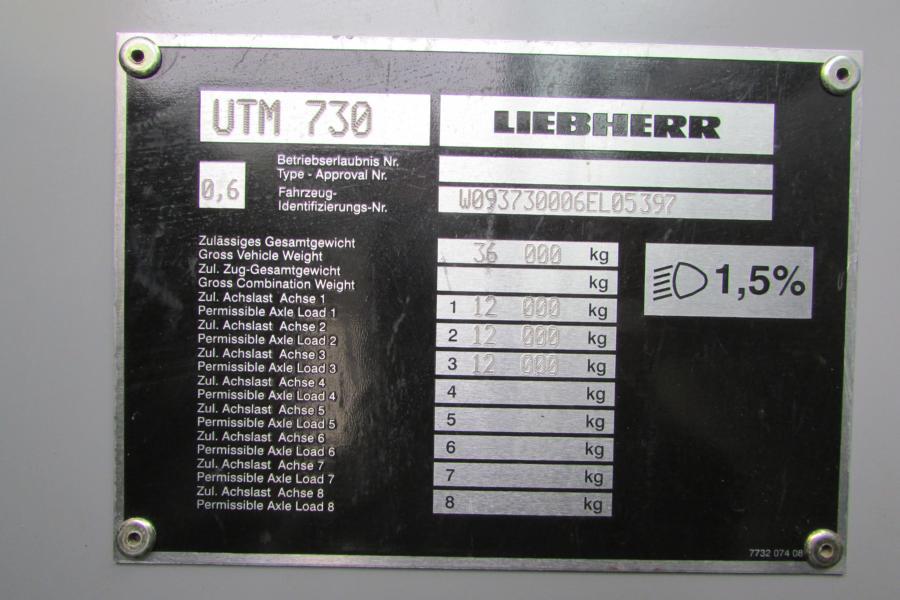 UTM 730
LIEBHERR
0,6
Betriebserlaubnis Nr.
Type - Approval Nr.
Fahrzeug-
Identifizierungs-Nr.
W093730006EL05397
Zulässiges Gesamtgewicht
Gross Vehicle Weight
36 000 kg
Zul. Zug-Gesamtgewicht
Gross Combination Weight
kg
1,5%
Zul. Achslast Achse 1
Permissible Axle Load 1
1 12 000 kg
Zul. Achslast Achse 2
Permissible Axle Load 2
2 12 000 kg
Zul. Achslast Achse 3
Permissible Axle Load 3
3 12 000 kg
Zul. Achslast Achse 4
Permissible Axle Load 4
4 kg
Zul. Achslast Achse 5
Permissible Axle Load 5
5 kg
Zul. Achslast Achse 6
Permissible Axle Load 6
6 kg
Zul. Achslast Achse 7
Permissible Axle Load 7
7 kg
Zul. Achslast Achse 8
Permissible Axle Load 8
8 kg
7732 074 08